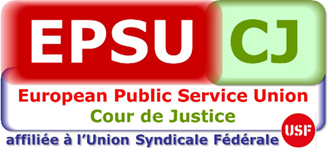 EPSU CJ
European Public Service Union
Cour de Justice
affiliée à l'Union Syndicale Fédérale USF